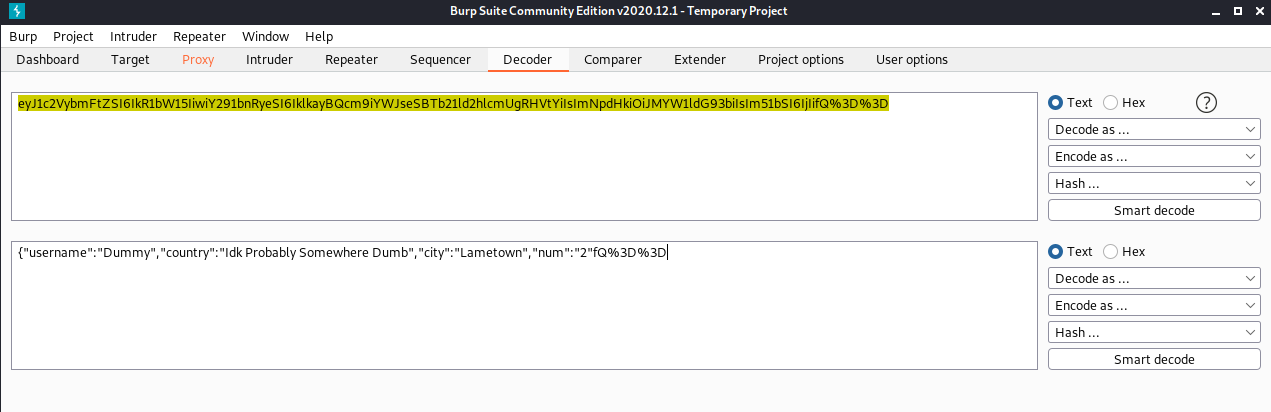 Burp Suite Community Edition v2020.12.1 - Temporary Project
Burp Project Intruder Repeater Window Help
Dashboard Target Proxy Intruder Repeater Sequencer Decoder Comparer Extender Project options User options
eyJ1c2VybmFtZSI6IkR1bW15IiwiY291bnRyeSI6IklkayBQcm9iYWJseSBTb21ld2hlcmUgRHVtYiIsImNpdHkiOiJMYW1ldG93biIsIm51bSI6IjIifQ%3D%3D
Text Hex ?
Decode as ...
Encode as ...
Hash ...
Smart decode
{"username":"Dummy","country":"Idk Probably Somewhere Dumb","city":"Lametown","num":"2"fQ%3D%3D
Text Hex
Decode as ...
Encode as ...
Hash ...
Smart decode